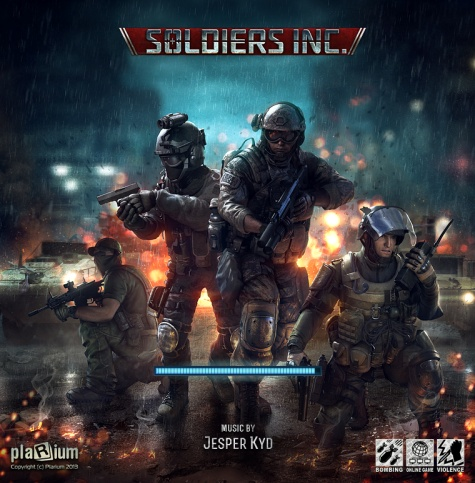 SOLDIERS INC.
MUSIC BY
JESPER KYD
plaRium
Copyright (c) Plarium 2013
BOMBING ONLINE GAME VIOLENCE